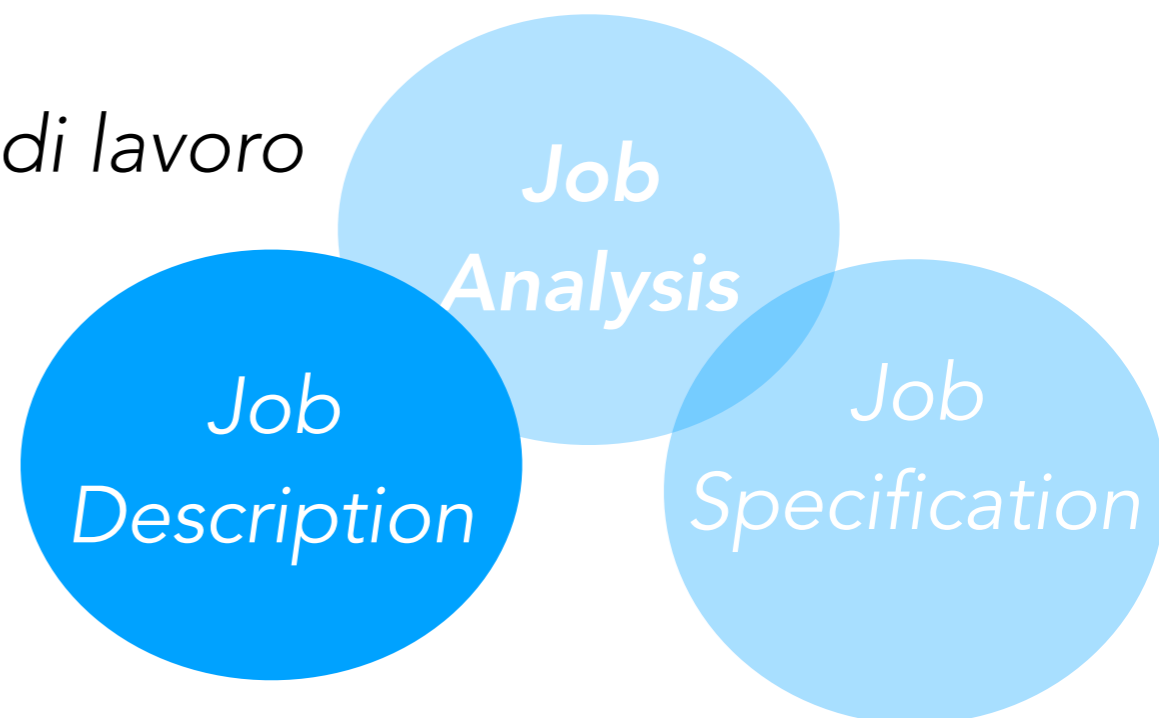 di lavoro
Job
Analysis
Job
Description
Job
Specification